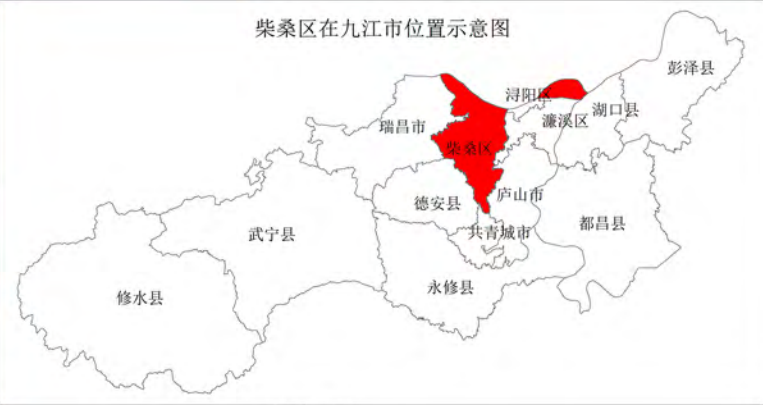 柴桑区在九江市位置示意图
彭泽县
浔阳区
湖口县
濂溪区
瑞昌市
柴桑区
庐山市
德安县
都昌县
共青城市
武宁县
永修县
修水县